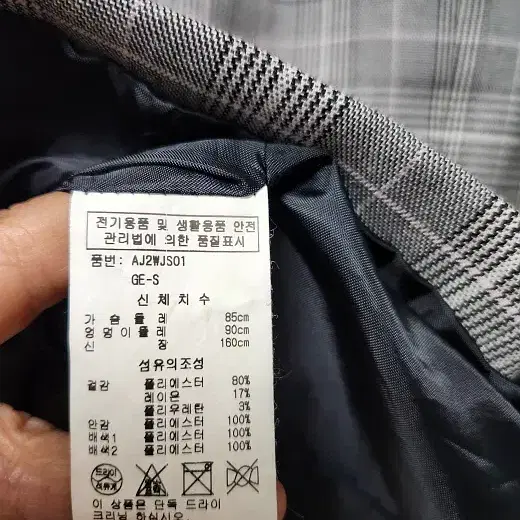 전기용품 및 생활용품 안전
관리법에 의한 품질표시
품번: AJ2WJS01
GE-S
신 체 치 수
가 슴 둘 레 85cm
엉 덩 이 둘 레 90cm
신 장 160cm
섬유의조성
겉감 폴리에스터 80%
레이온 17%
폴리우레탄 3%
안감 폴리에스터 100%
배색1 폴리에스터 100%
배색2 폴리에스터 100%
드라이
이 상품은 단독 드라이
크리닝 하십시오.